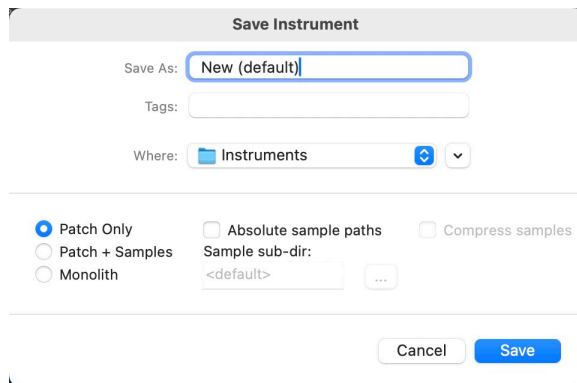 Save Instrument
Save As: New (default)
Tags:
Where: Instruments
Patch Only
Absolute sample paths
Compress samples
Patch + Samples
Sample sub-dir:
Monolith
<default>
...
Cancel
Save